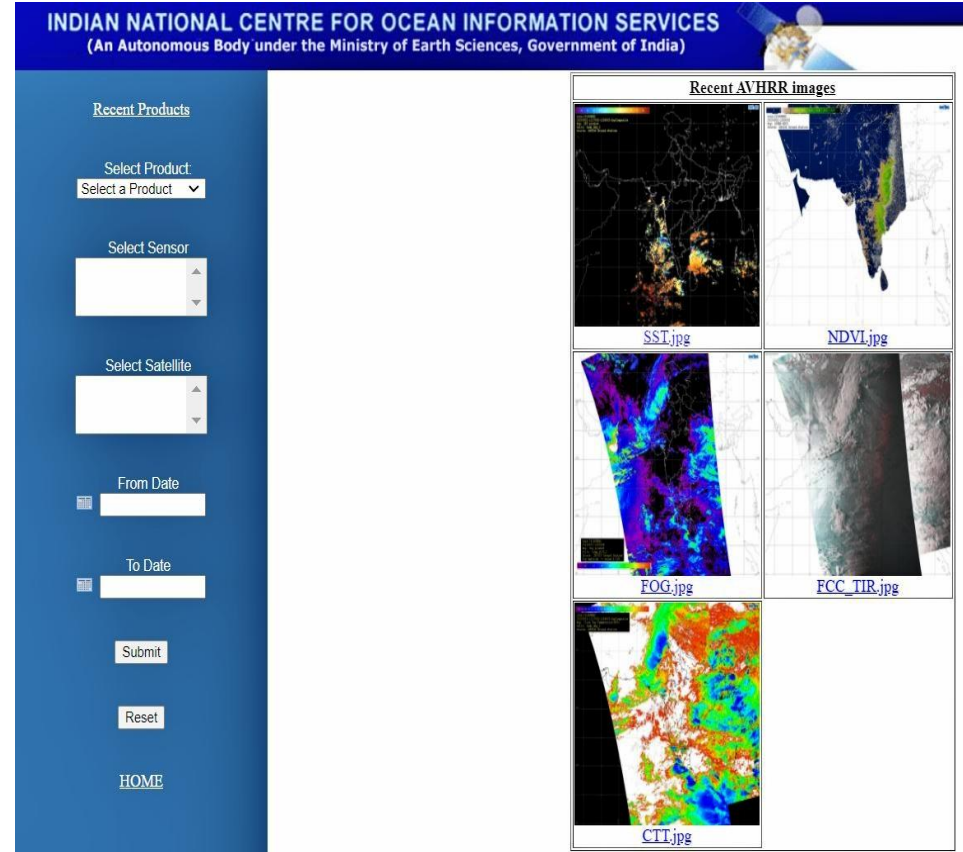 INDIAN NATIONAL CENTRE FOR OCEAN INFORMATION SERVICES
(An Autonomous Body under the Ministry of Earth Sciences, Government of India)
Recent Products
Select Product:
Select a Product
Select Sensor
Select Satellite
From Date
To Date
Submit
Reset
HOME
Recent AVHRR images
SST.jpg
NDVI.jpg
FOG.jpg
FCC_TIR.jpg
CTT.jpg